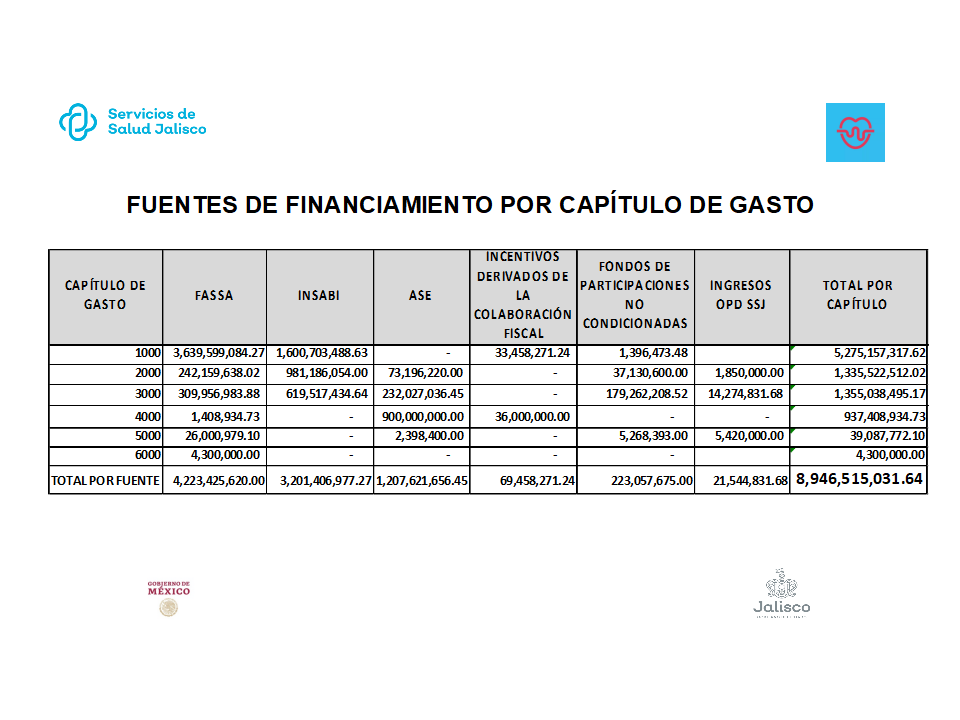 Servicios de
Salud Jalisco
FUENTES DE FINANCIAMIENTO POR CAPÍTULO DE GASTO
CAPÍTULO DE GASTO FASSA INSABI ASE INCENTIVOS DERIVADOS DE LA COLABORACIÓN FISCAL FONDOS DE PARTICIPACIONES NO CONDICIONADAS INGRESOS OPD SSJ TOTAL POR CAPÍTULO
1000 3,639,599,084.27 1,600,703,488.63 - 33,458,271.24 1,396,473.48 5,275,157,317.62
2000 242,159,638.02 981,186,054.00 73,196,220.00 - 37,130,600.00 1,850,000.00 1,335,522,512.02
3000 309,956,983.88 619,517,434.64 232,027,036.45 - 179,262,208.52 14,274,831.68 1,355,038,495.17
4000 1,408,934.73 - 900,000,000.00 36,000,000.00 - - 937,408,934.73
5000 26,000,979.10 - 2,398,400.00 - 5,268,393.00 5,420,000.00 39,087,772.10
6000 4,300,000.00 - - - - 4,300,000.00
TOTAL POR FUENTE 4,223,425,620.00 3,201,406,977.27 1,207,621,656.45 69,458,271.24 223,057,675.00 21,544,831.68 8,946,515,031.64
GOBIERNO DE
MÉXICO
Jalisco